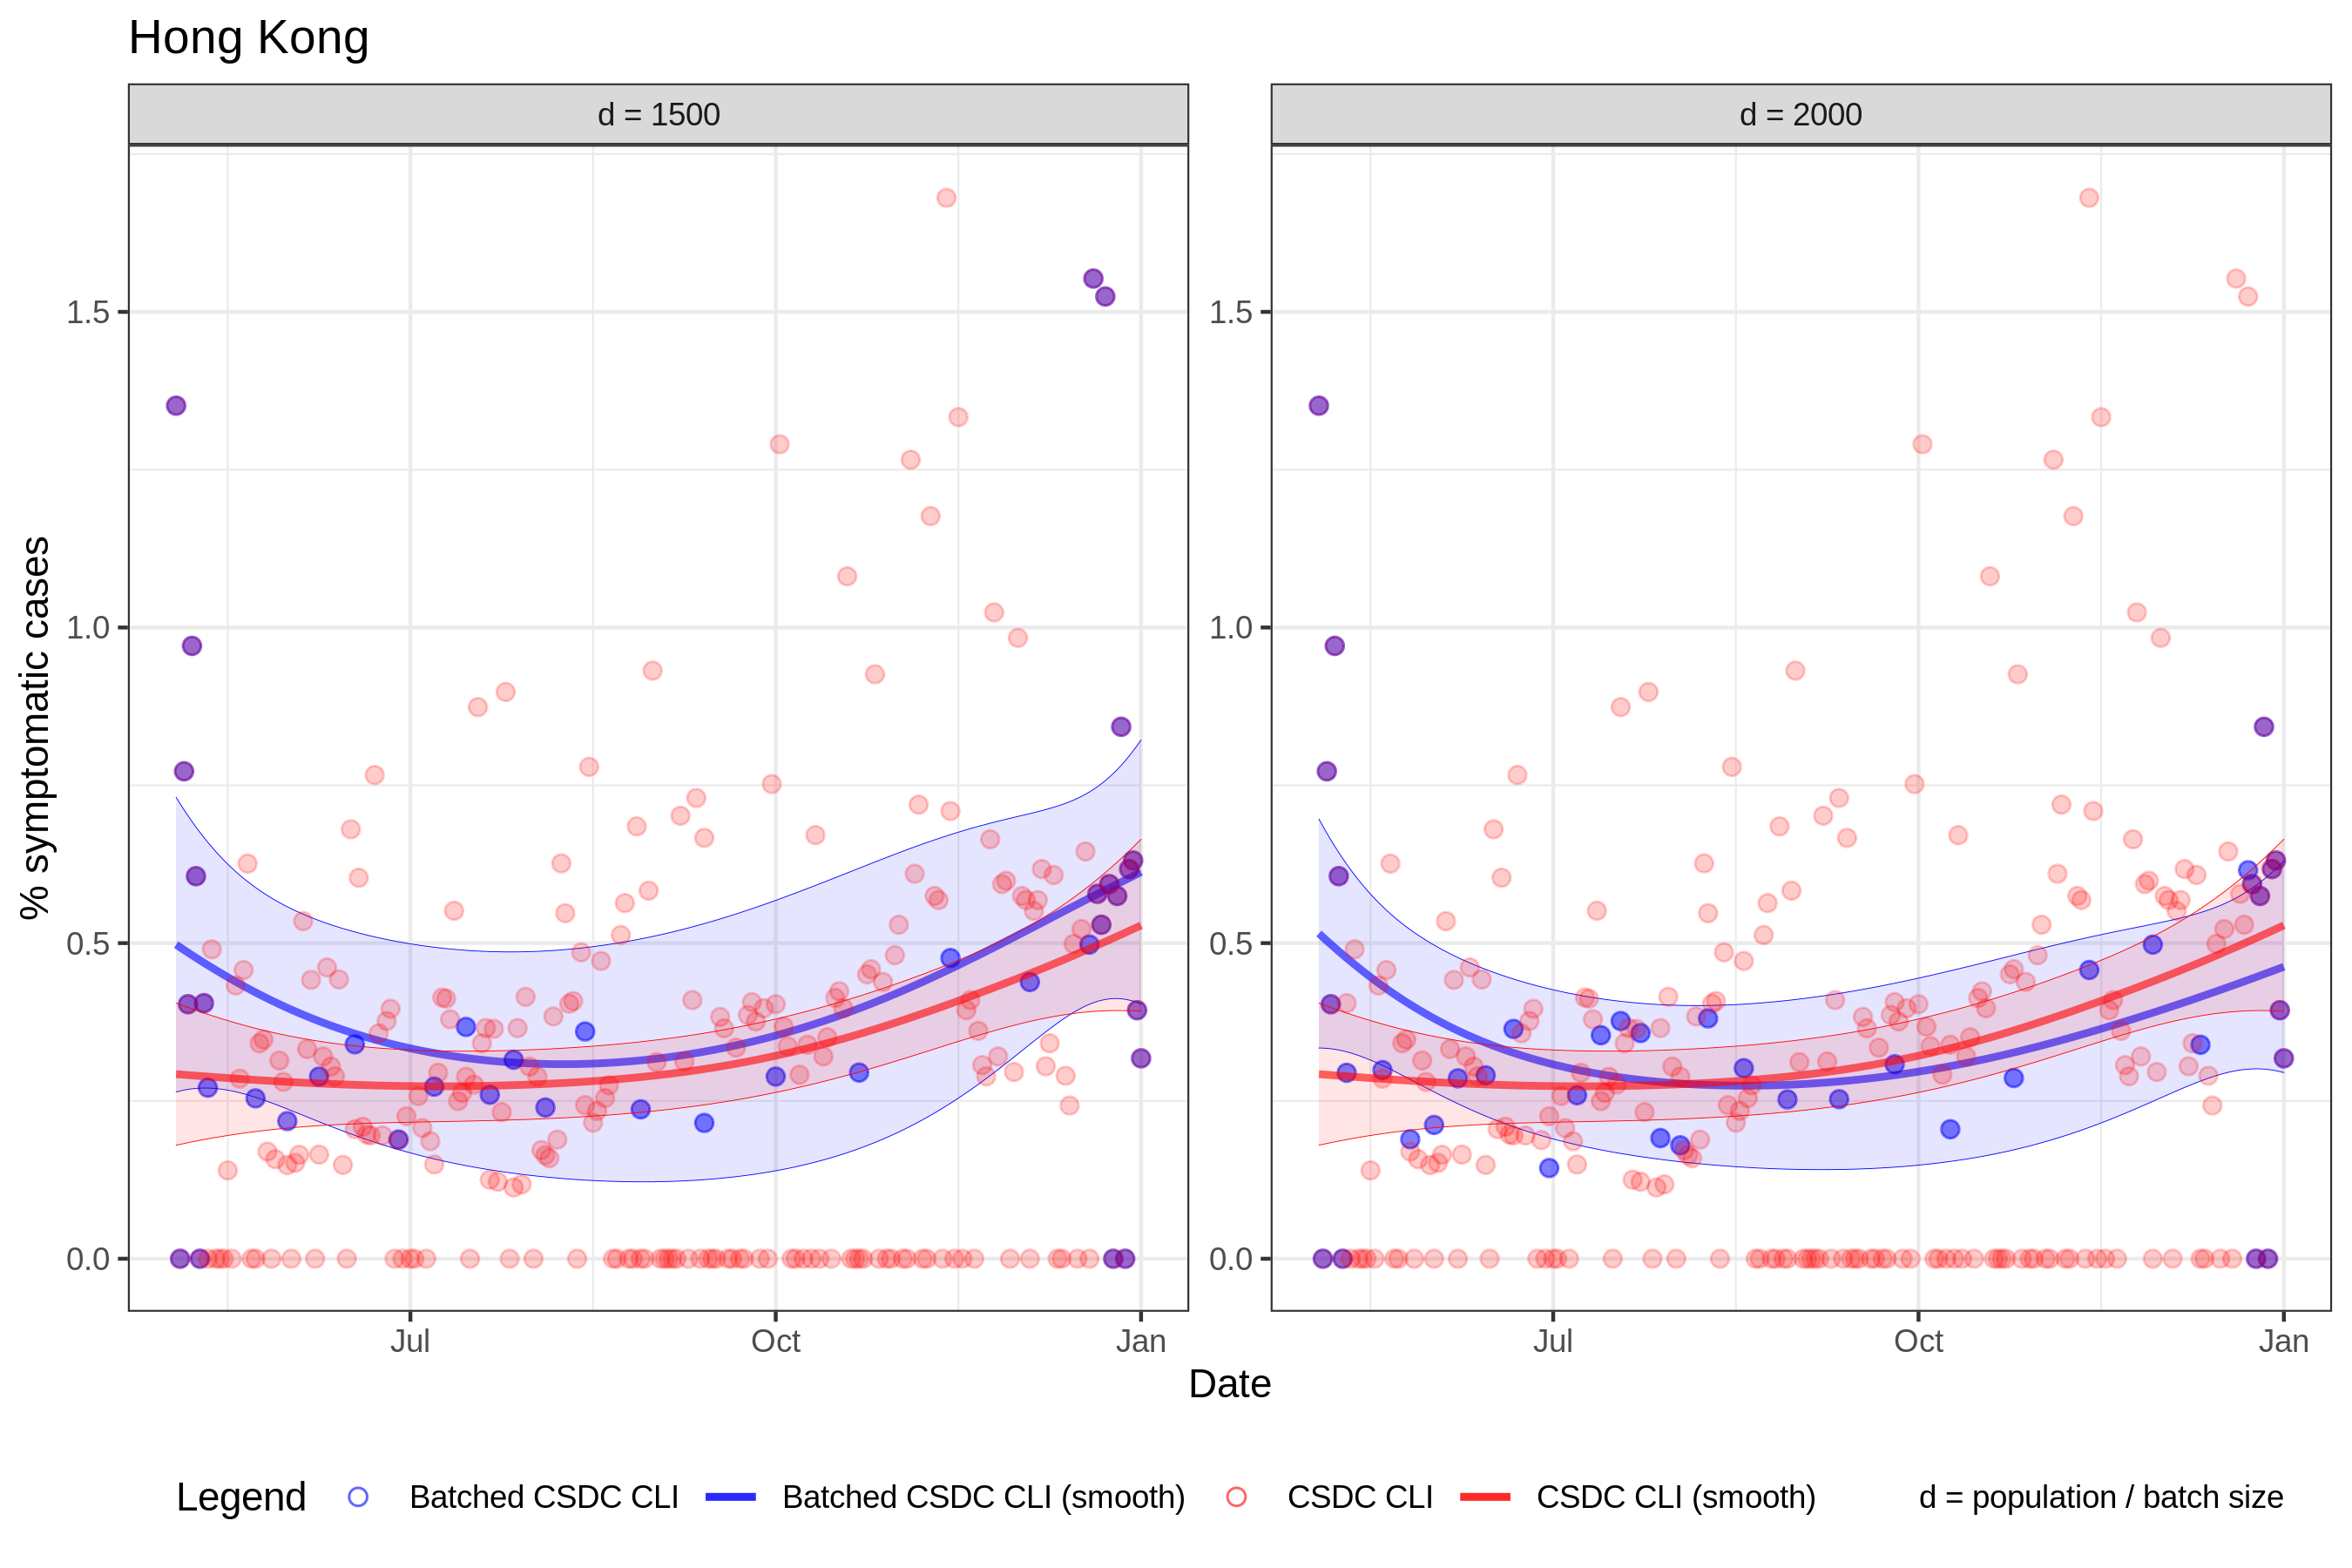 Hong Kong
d = 1500
d = 2000
% symptomatic cases
1.5
1.0
0.5
0.0
1.5
1.0
0.5
0.0
Jul
Oct
Jan
Jul
Oct
Jan
Date
Legend
Batched CSDC CLI
Batched CSDC CLI (smooth)
CSDC CLI
CSDC CLI (smooth)
d = population / batch size